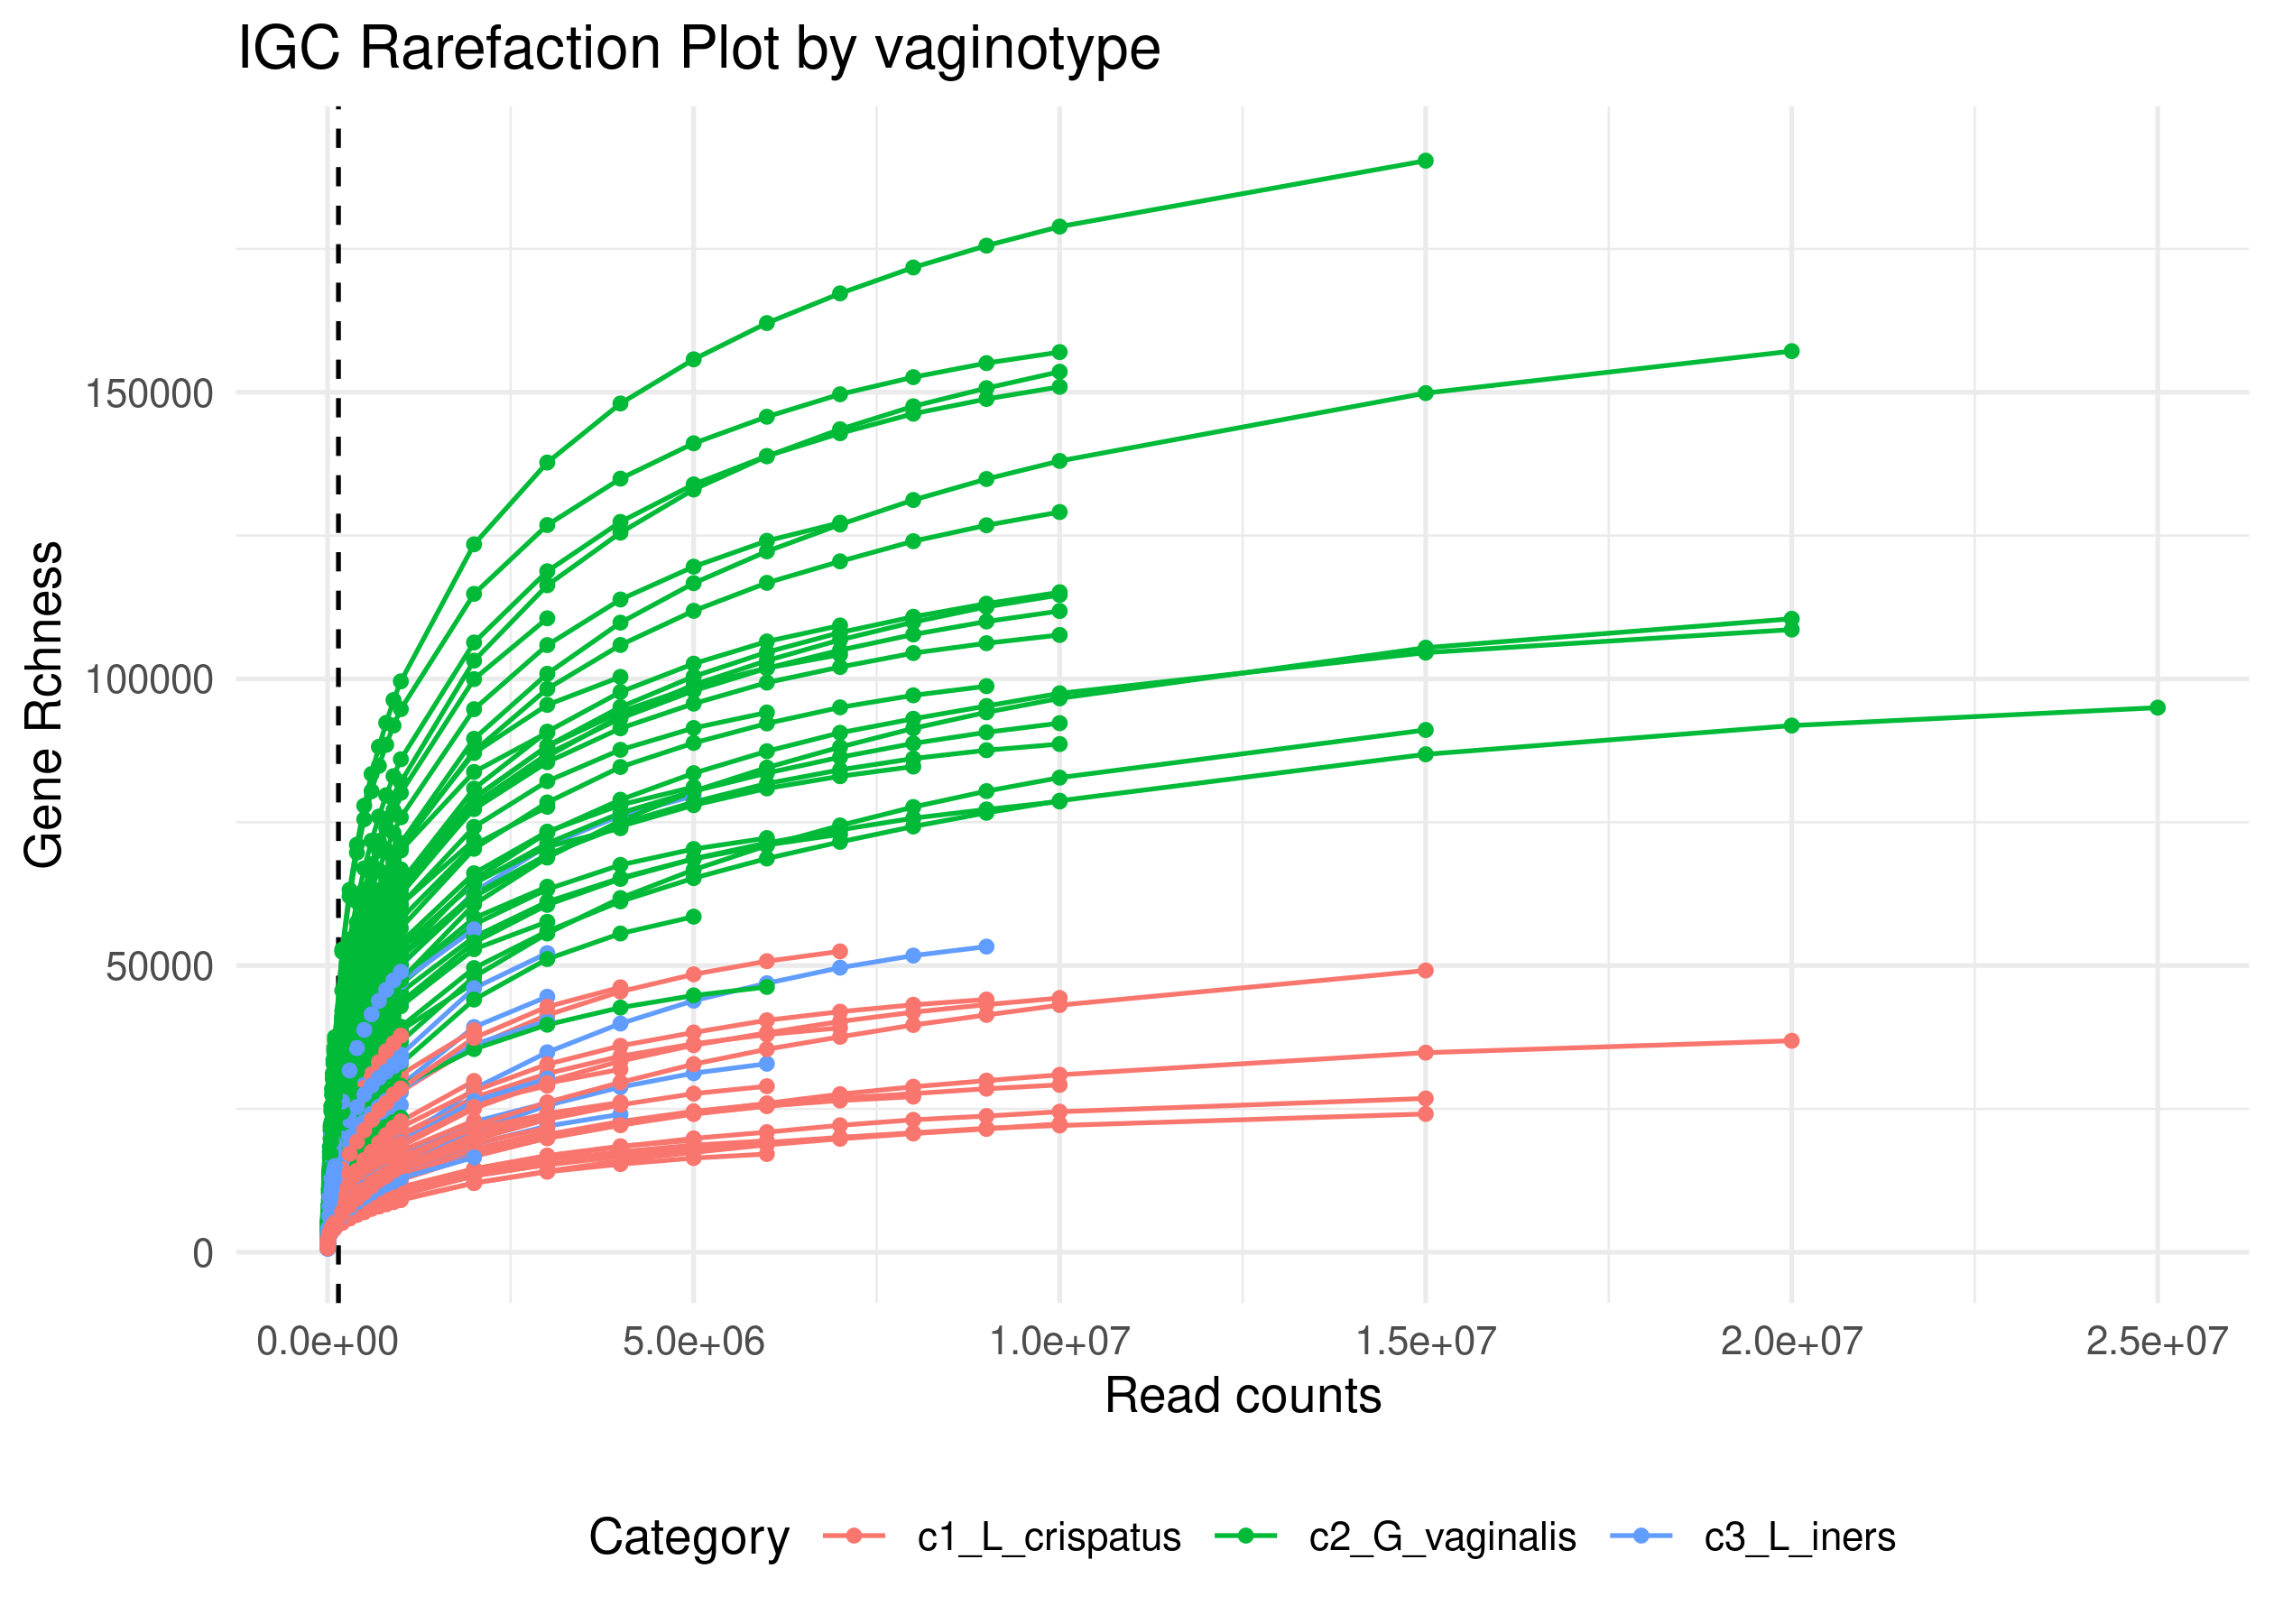 IGC Rarefaction Plot by vaginotype
Gene Rchness
150000
100000
50000
0
0.0e+00 5.0e+06 1.0e+07 1.5e+07 2.0e+07 2.5e+07
Read counts
Category c1_L_crispatus c2_G_vaginalis c3_L_iners